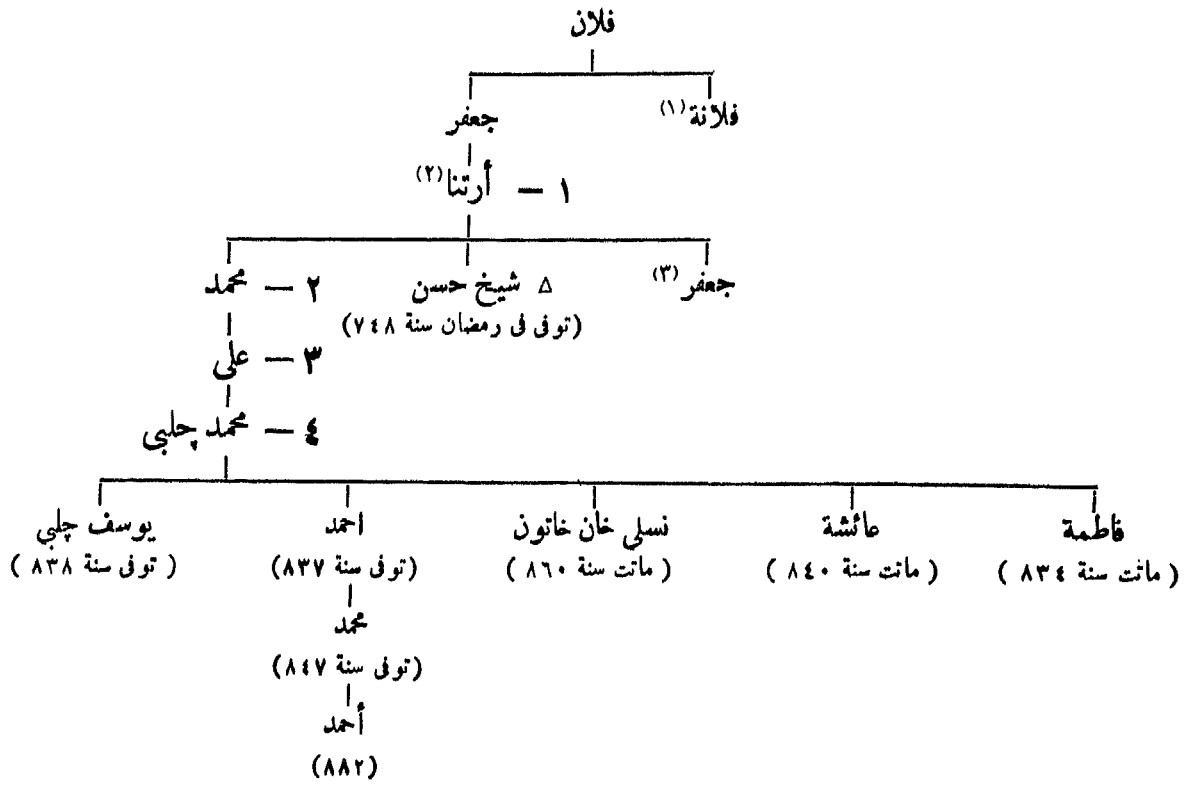 فلان
فلانة (١)
جعفر
١ — أرتنا (٢)
جعفر (٣)
△ شيخ حسن
(توفى فى رمضان سنة ٧٤٨)
٢ — محمد
٣ — على
٤ — محمد چلبي
فاطمة
( ماتت سنة ٨٣٤ )
عائشة
( ماتت سنة ٨٤٠ )
نسلي خان خاتون
( ماتت سنة ٨٦٠ )
احمد
(توفى سنة ٨٣٧)
يوسف چلبي
( توفى سنة ٨٣٨ )
محمد
(توفى سنة ٨٤٧)
أحمد
(٨٨٢)